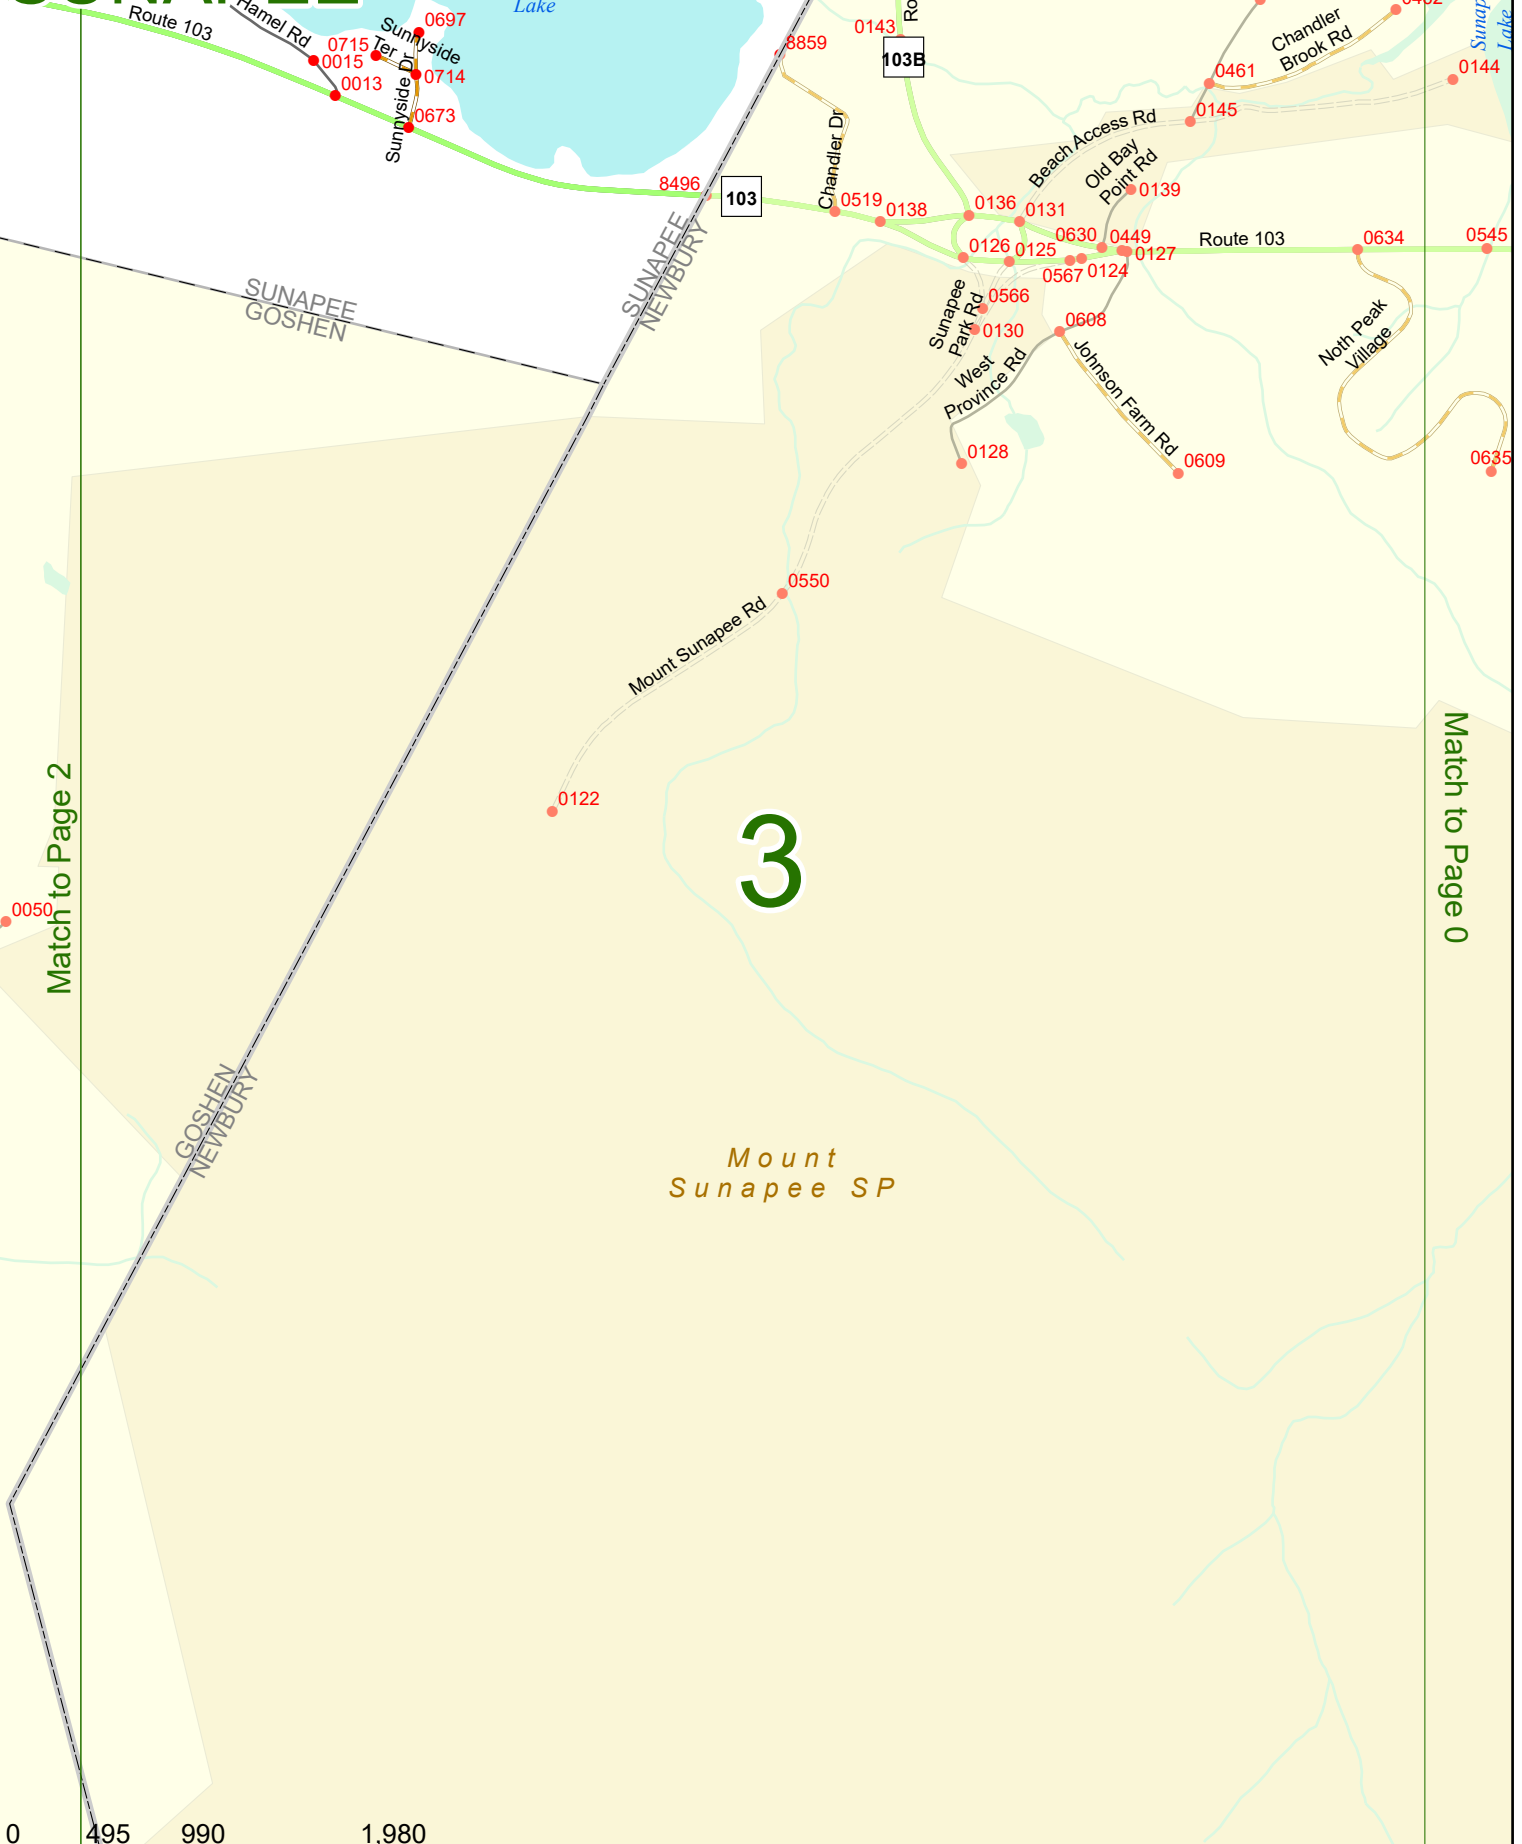 SUNAPEE
Lake
Route 103
Hamel Rd
0697
Sunnyside
Ter
0715
0015
0714
0013
Sunnyside Dr
0673
8859
0143
103B
Chandler
Brook Rd
0461
0144
0145
Beach Access Rd
Old Bay
Point Rd
0139
Chandler Dr
8496
103
0519
0138
0136
0131
0630
0449
0127
Route 103
0634
0545
0126
0125
0567
0124
SUNAPEE
NEWBURY
SUNAPEE
GOSHEN
Sunapee
Park Rd
0566
0130
0608
West
Province Rd
Johnson Farm Rd
Noth Peak
Village
0128
0609
0635
0550
Mount Sunapee Rd
0122
3
Match to Page 2
Match to Page 0
0050
GOSHEN
NEWBURY
Mount
Sunapee SP
0 495 990 1,980